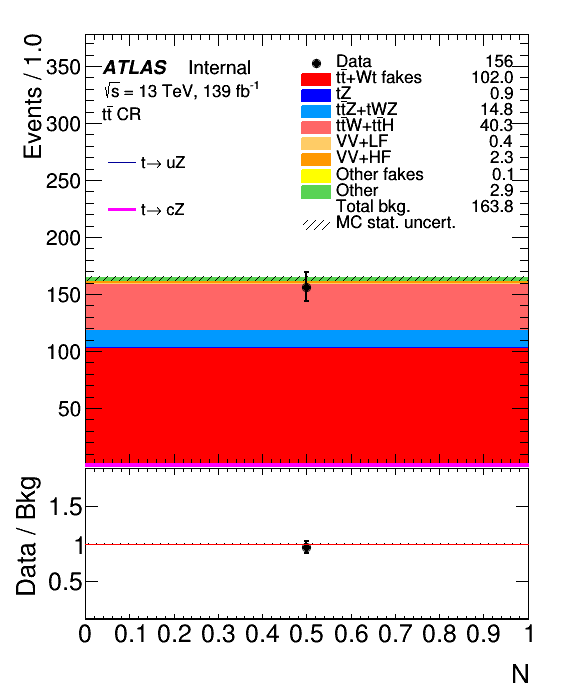 Events / 1.0
350
300
250
200
150
100
50
ATLAS Internal
√s = 13 TeV, 139 fb⁻¹
tt̄ CR
t→ uZ
t→ cZ
Data 156
tt̄+Wt fakes 102.0
tZ 0.9
tt̄Z+tWZ 14.8
tt̄W+tt̄H 40.3
VV+LF 0.4
VV+HF 2.3
Other fakes 0.1
Other 2.9
Total bkg. 163.8
MC stat. uncert.
Data / Bkg
1.5
1
0.5
0 0.1 0.2 0.3 0.4 0.5 0.6 0.7 0.8 0.9 1
N